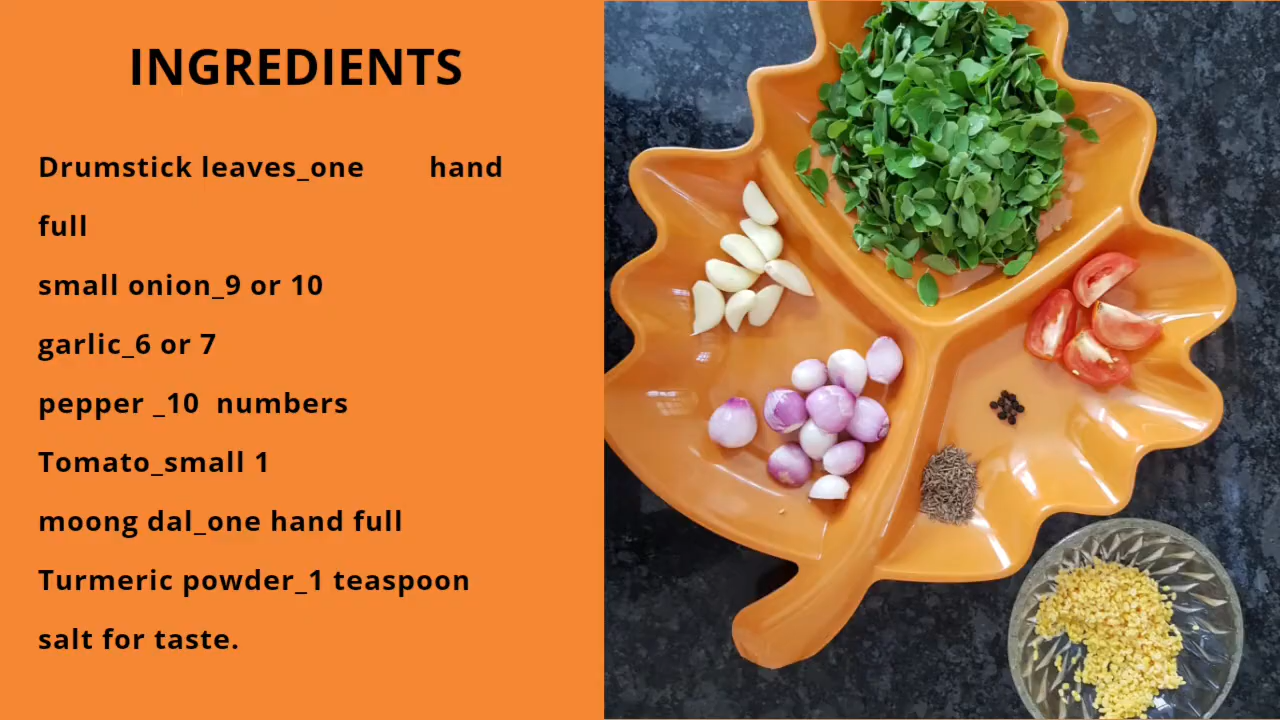 INGREDIENTS
Drumstick leaves_one hand
full
small onion_9 or 10
garlic_6 or 7
pepper _10 numbers
Tomato_small 1
moong dal_one hand full
Turmeric powder_1 teaspoon
salt for taste.